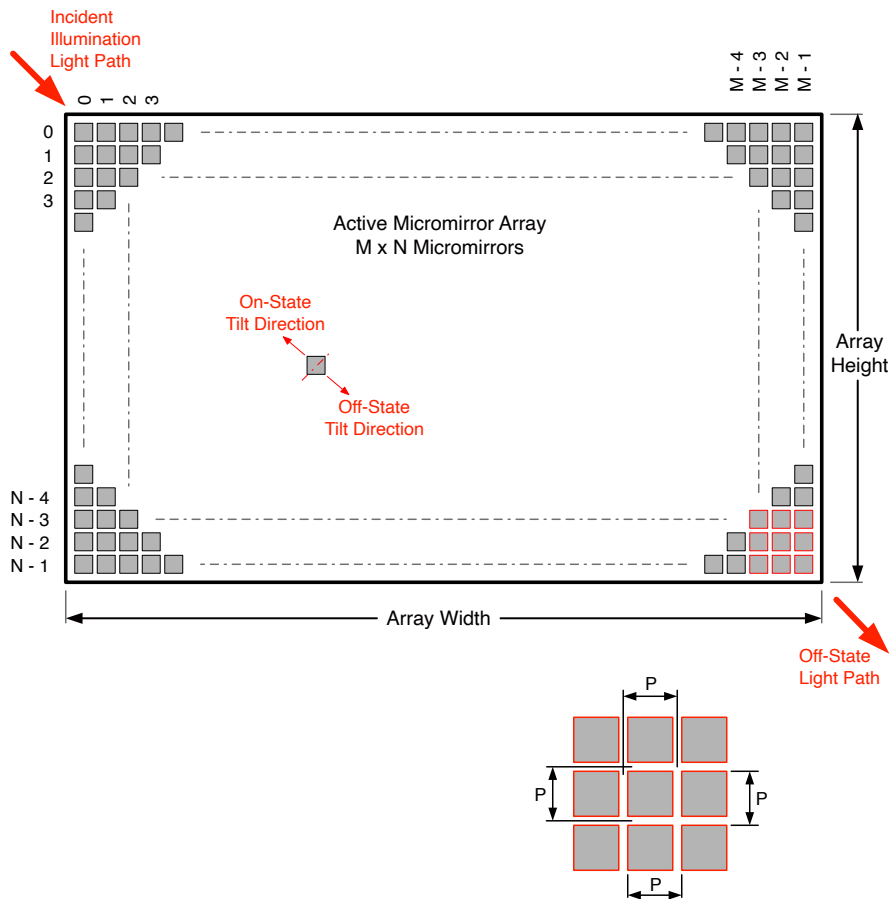 Incident
Illumination
Light Path
0
1
2
3
M - 4
M - 3
M - 2
M - 1
0
1
2
3
Active Micromirror Array
M x N Micromirrors
On-State
Tilt Direction
Off-State
Tilt Direction
Array
Height
N - 4
N - 3
N - 2
N - 1
Array Width
Off-State
Light Path
P
P
P
P